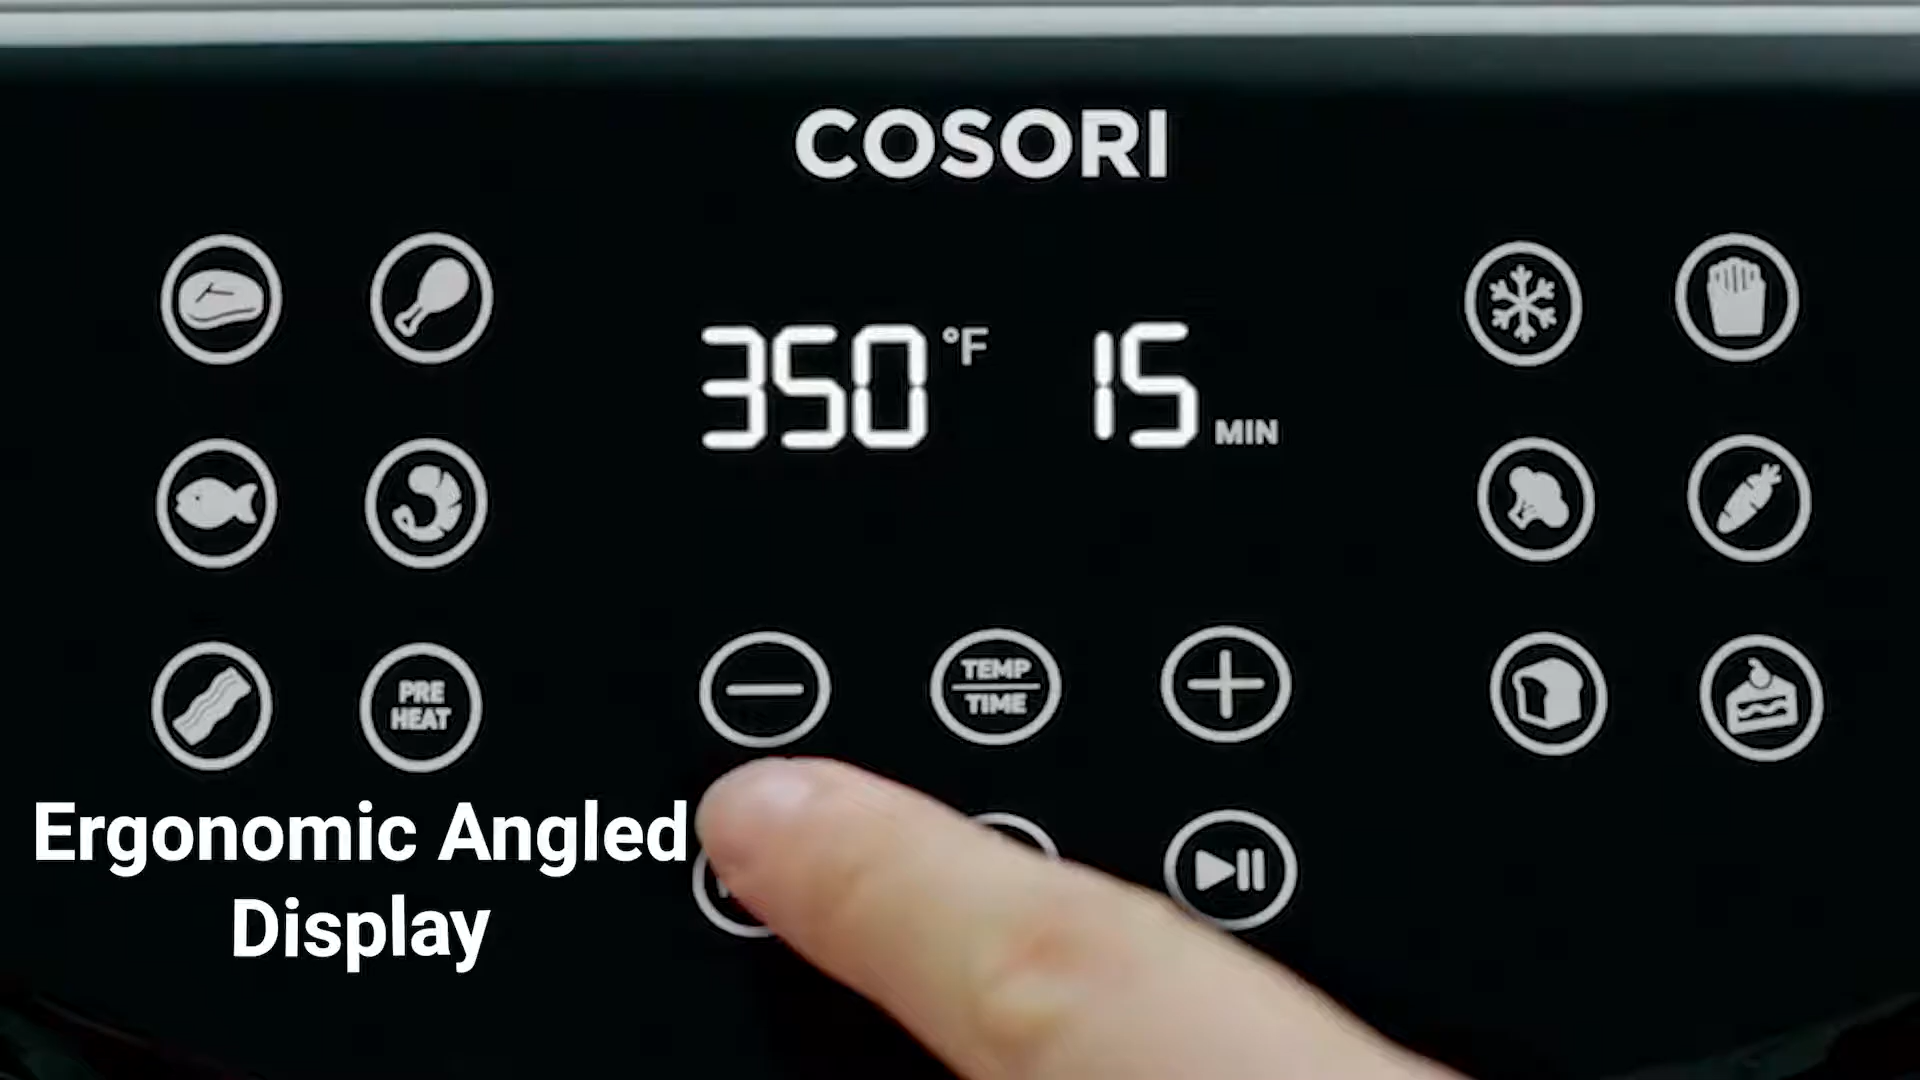 COSORI
350 °F 15 MIN
PRE
HEAT
TEMP
TIME
Ergonomic Angled
Display